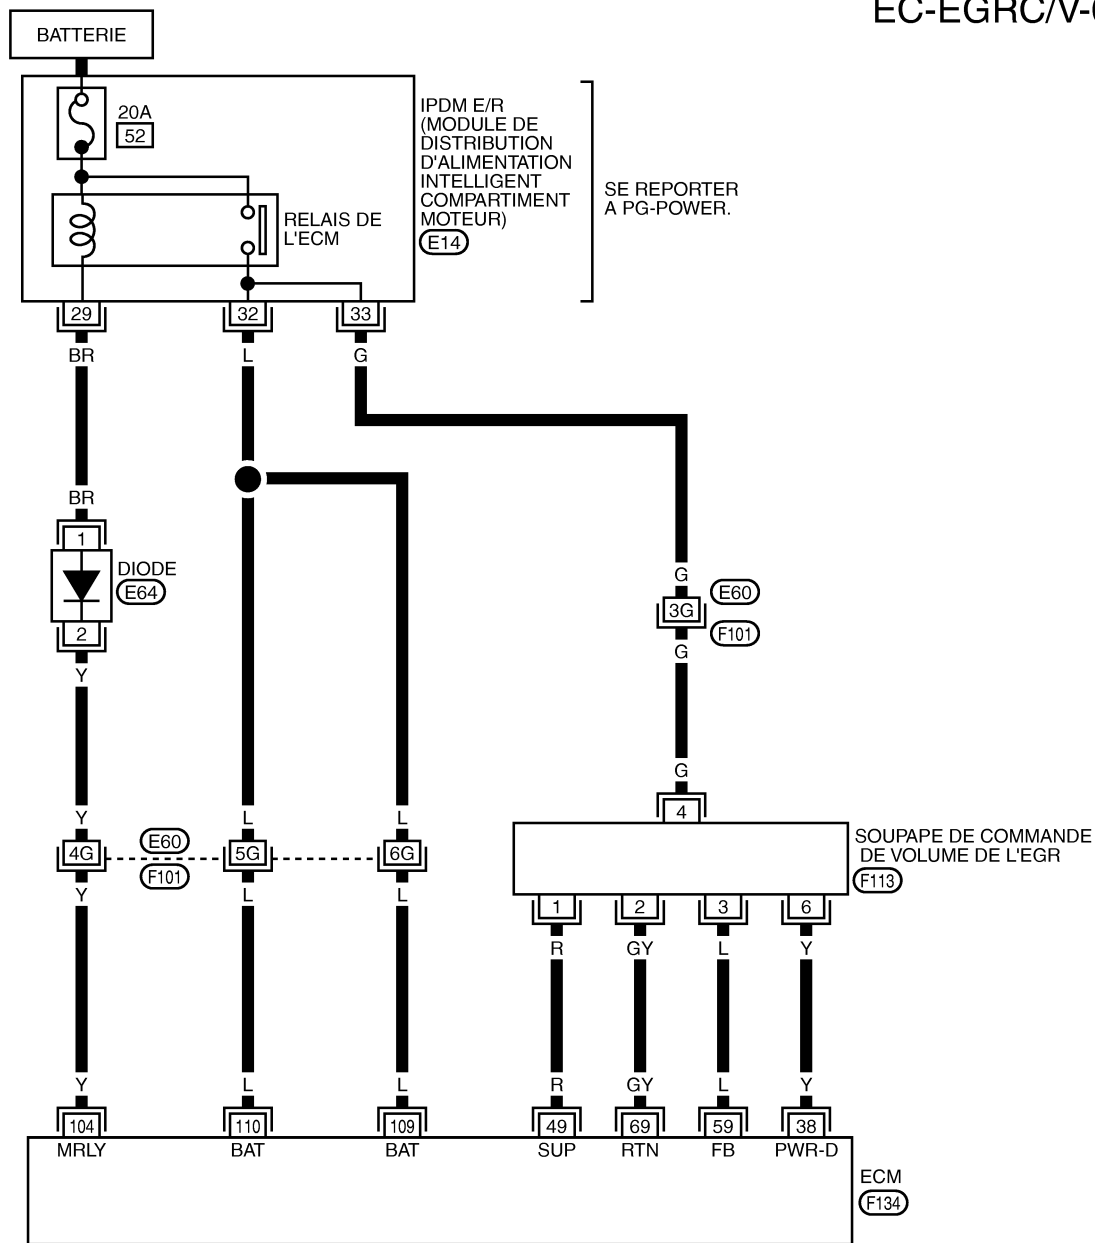 EC-EGRC/V-
BATTERIE
20A
52
IPDM E/R
(MODULE DE
DISTRIBUTION
D'ALIMENTATION
INTELLIGENT
COMPARTIMENT
MOTEUR)
E14
SE REPORTER
A PG-POWER.
RELAIS DE
L'ECM
29 32 33
BR L G
BR
1
DIODE
E64
2
Y
G
3G
E60
F101
G
G
4
Y L L
4G E60 5G 6G
F101
Y L L
SOUPAPE DE COMMANDE
DE VOLUME DE L'EGR
F113
1 2 3 6
R GY L Y
Y L L R GY L Y
104 110 109 49 69 59 38
MRLY BAT BAT SUP RTN FB PWR-D
ECM
F134